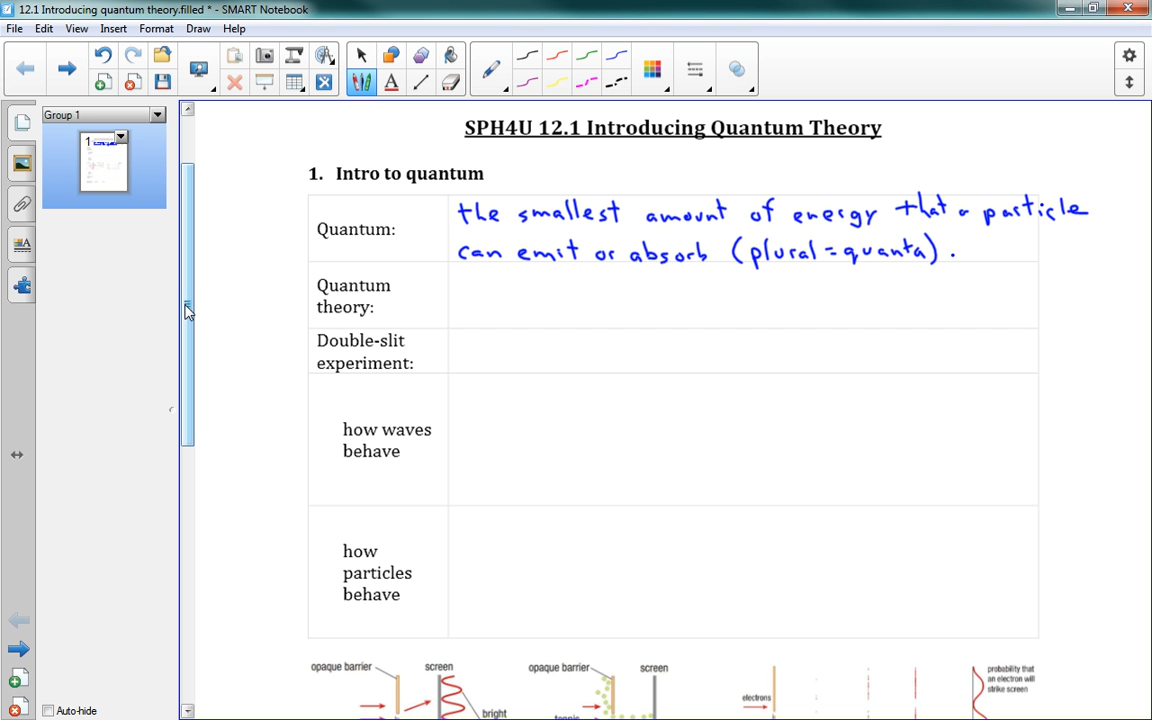 12.1 Introducing quantum theory.filled * - SMART Notebook
File Edit View Insert Format Draw Help
Group 1
1
SPH4U 12.1 Introducing Quantum Theory
1. Intro to quantum
Quantum:
the smallest amount of energy that a particle
can emit or absorb (plural = quanta).
Quantum
theory:
Double-slit
experiment:
how waves
behave
how
particles
behave
opaque barrier
screen
bright
opaque barrier
screen
electrons
probability that
an electron will
strike screen
Auto-hide